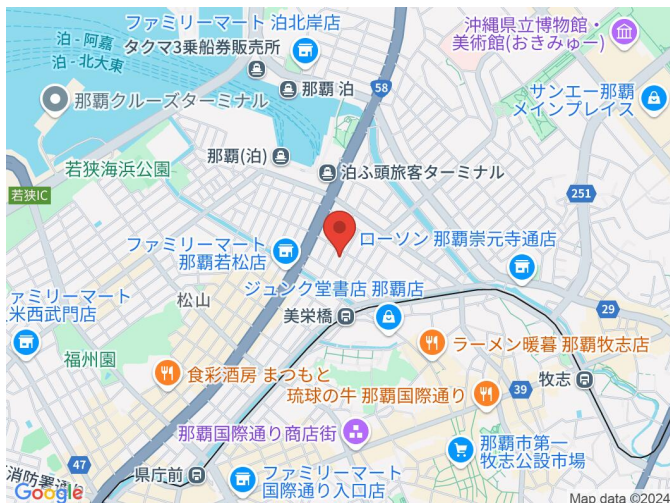 ファミリーマート 泊北岸店
沖縄県立博物館・
美術館(おきみゅー)
泊 - 阿嘉
泊 - 北大東
タクマ3乗船券販売所
58
サンエー那覇
メインプレイス
那覇 泊
那覇クルーズターミナル
那覇(泊)
泊ふ頭旅客ターミナル
若狭海浜公園
若狭IC
251
ファミリーマート
那覇若松店
ローソン 那覇崇元寺通店
ジュンク堂書店 那覇店
29
ァミリーマート
米西武門店
松山
美栄橋
福州園
ラーメン暖暮 那覇牧志店
食彩酒房 まつもと
牧志
琉球の牛 那覇国際通り
39
那覇国際通り商店街
那覇市第一
牧志公設市場
47
消防署通り
県庁前
ファミリーマート
国際通り入口店
Google
Map data ©2024